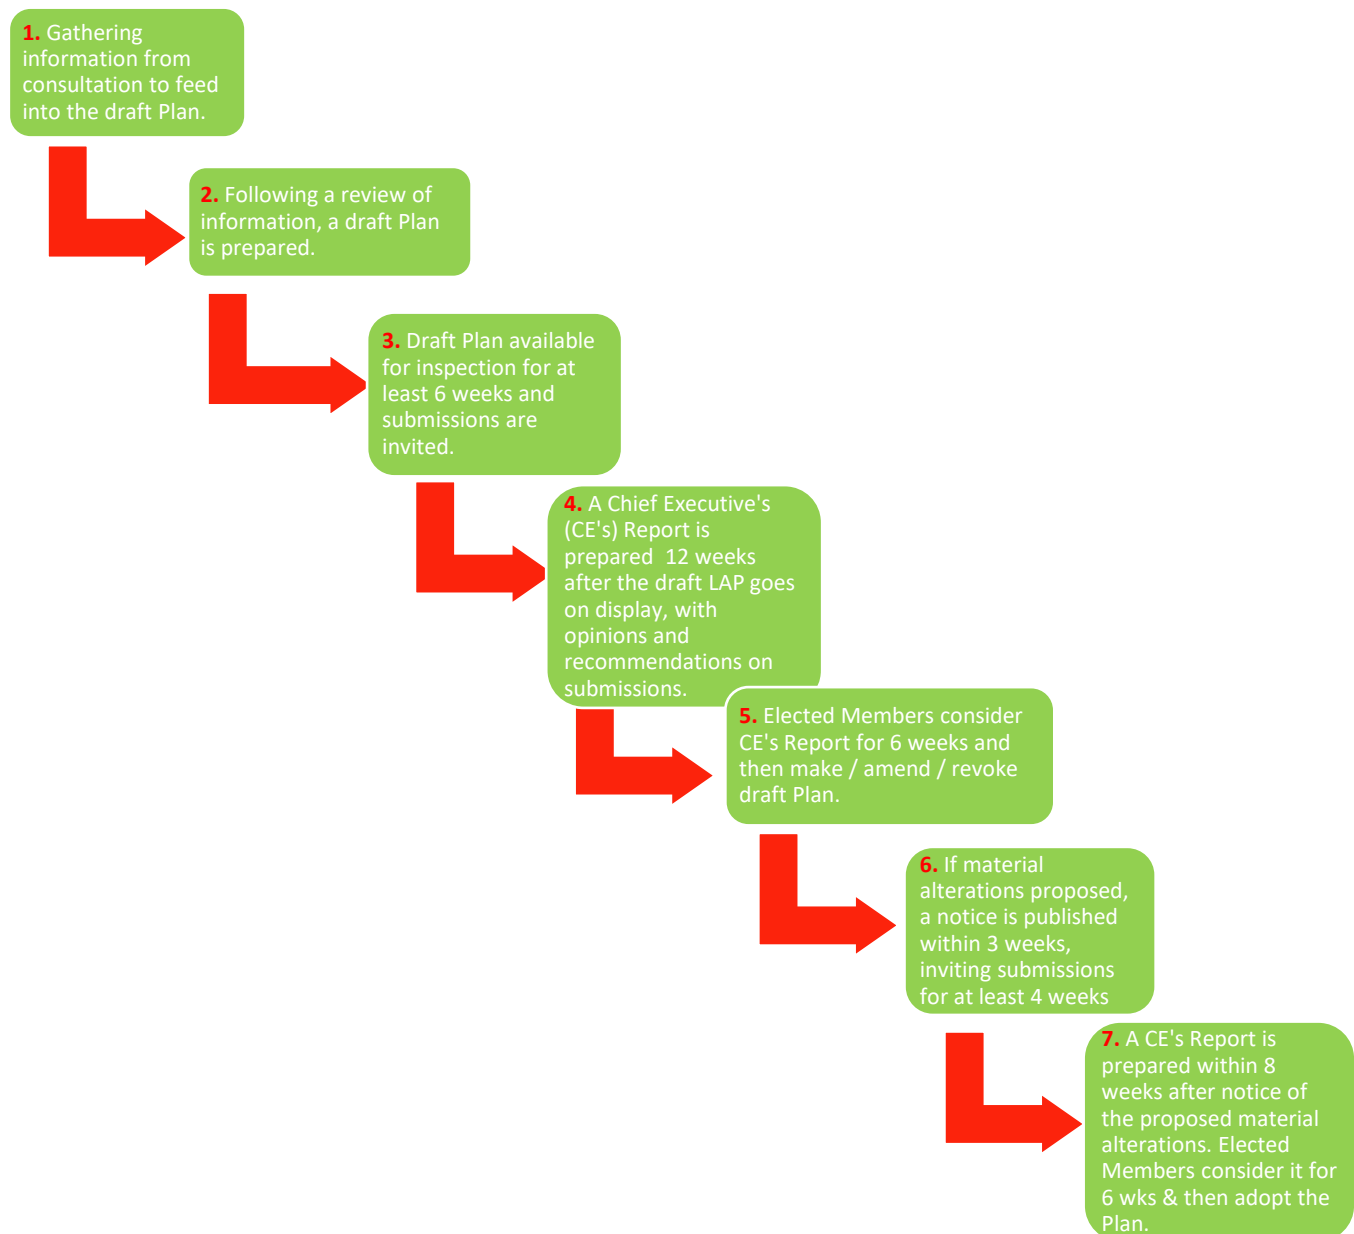 1. Gathering
information from
consultation to feed
into the draft Plan.
2. Following a review of
information, a draft Plan
is prepared.
3. Draft Plan available
for inspection for at
least 6 weeks and
submissions are
invited.
4. A Chief Executive's
(CE's) Report is
prepared  12 weeks
after the draft LAP goes
on display, with
opinions and
recommendations on
submissions.
5. Elected Members consider
CE's Report for 6 weeks and
then make / amend / revoke
draft Plan.
6. If material
alterations proposed,
a notice is published
within 3 weeks,
inviting submissions
for at least 4 weeks
7. A CE's Report is
prepared within 8
weeks after notice of
the proposed material
alterations. Elected
Members consider it for
6 wks & then adopt the
Plan.